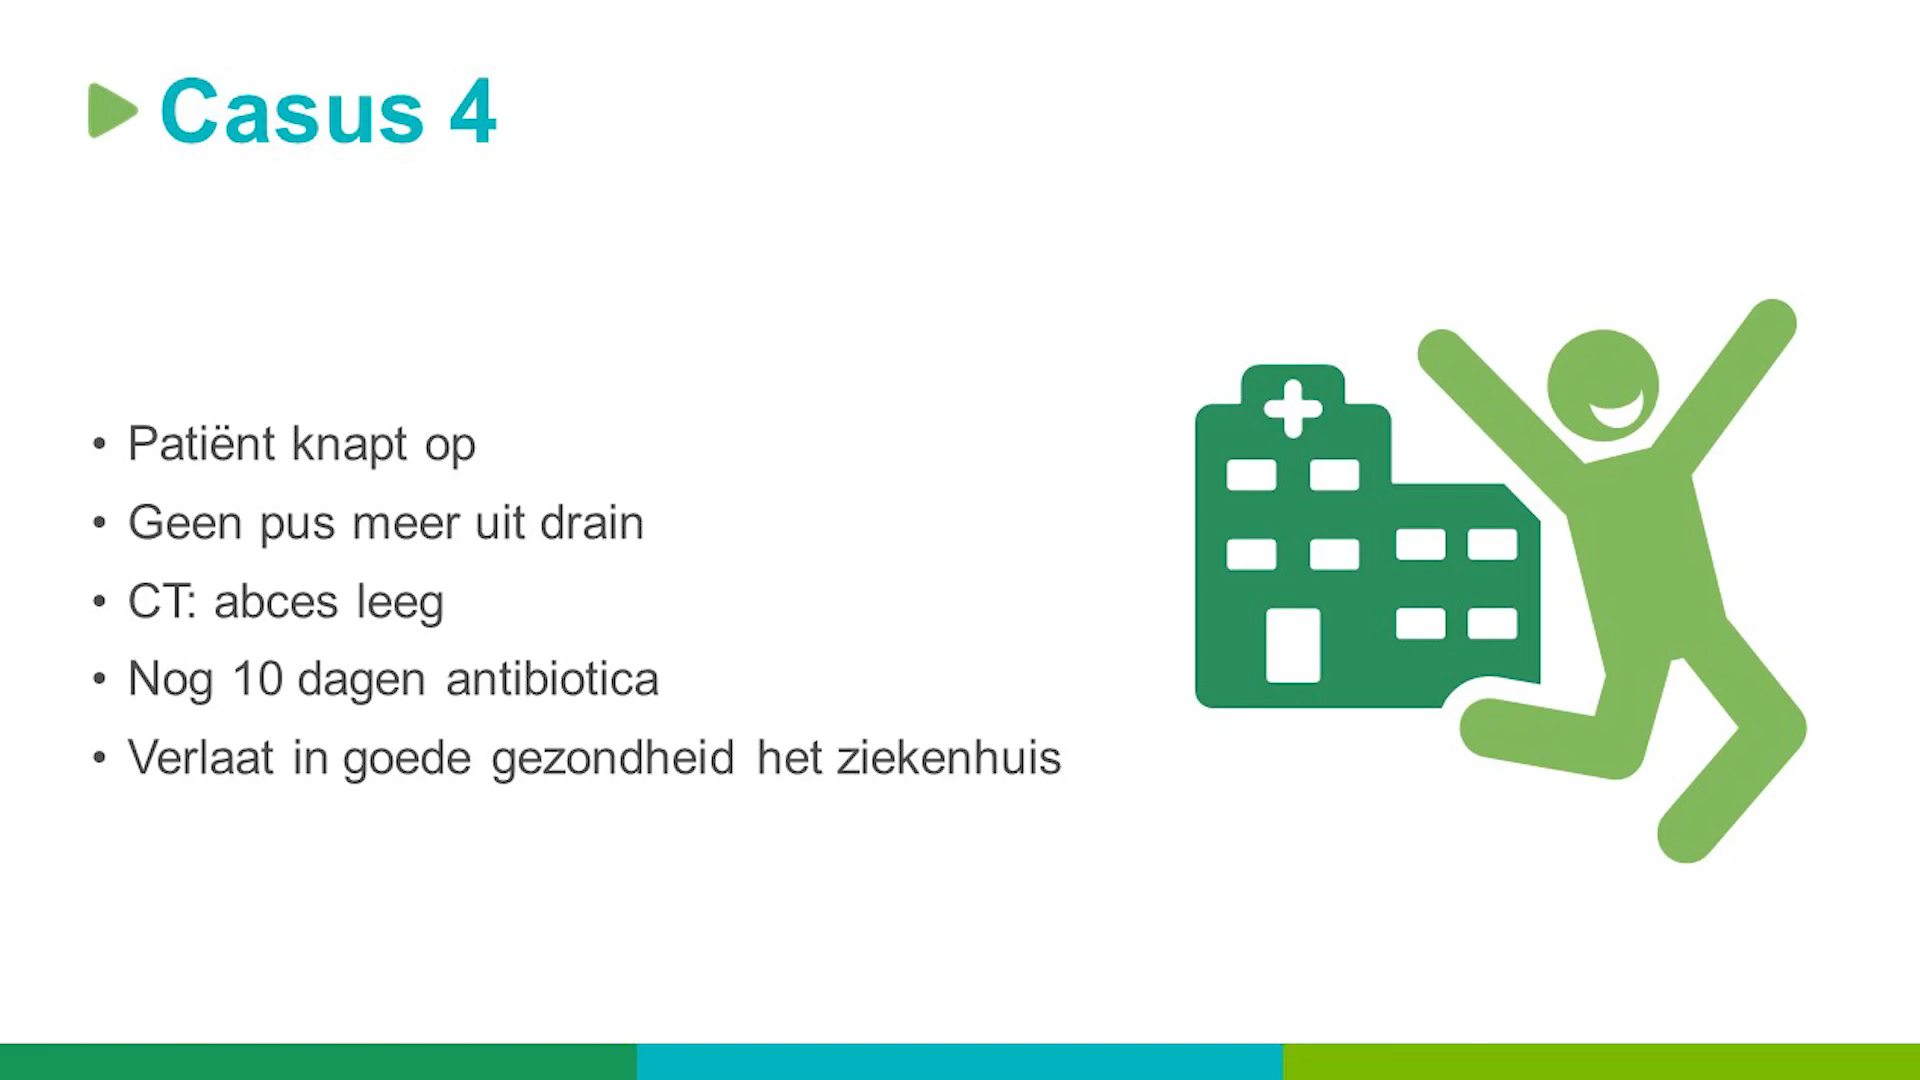 Casus 4
• Patiënt knapt op
• Geen pus meer uit drain
• CT: abces leeg
• Nog 10 dagen antibiotica
• Verlaat in goede gezondheid het ziekenhuis